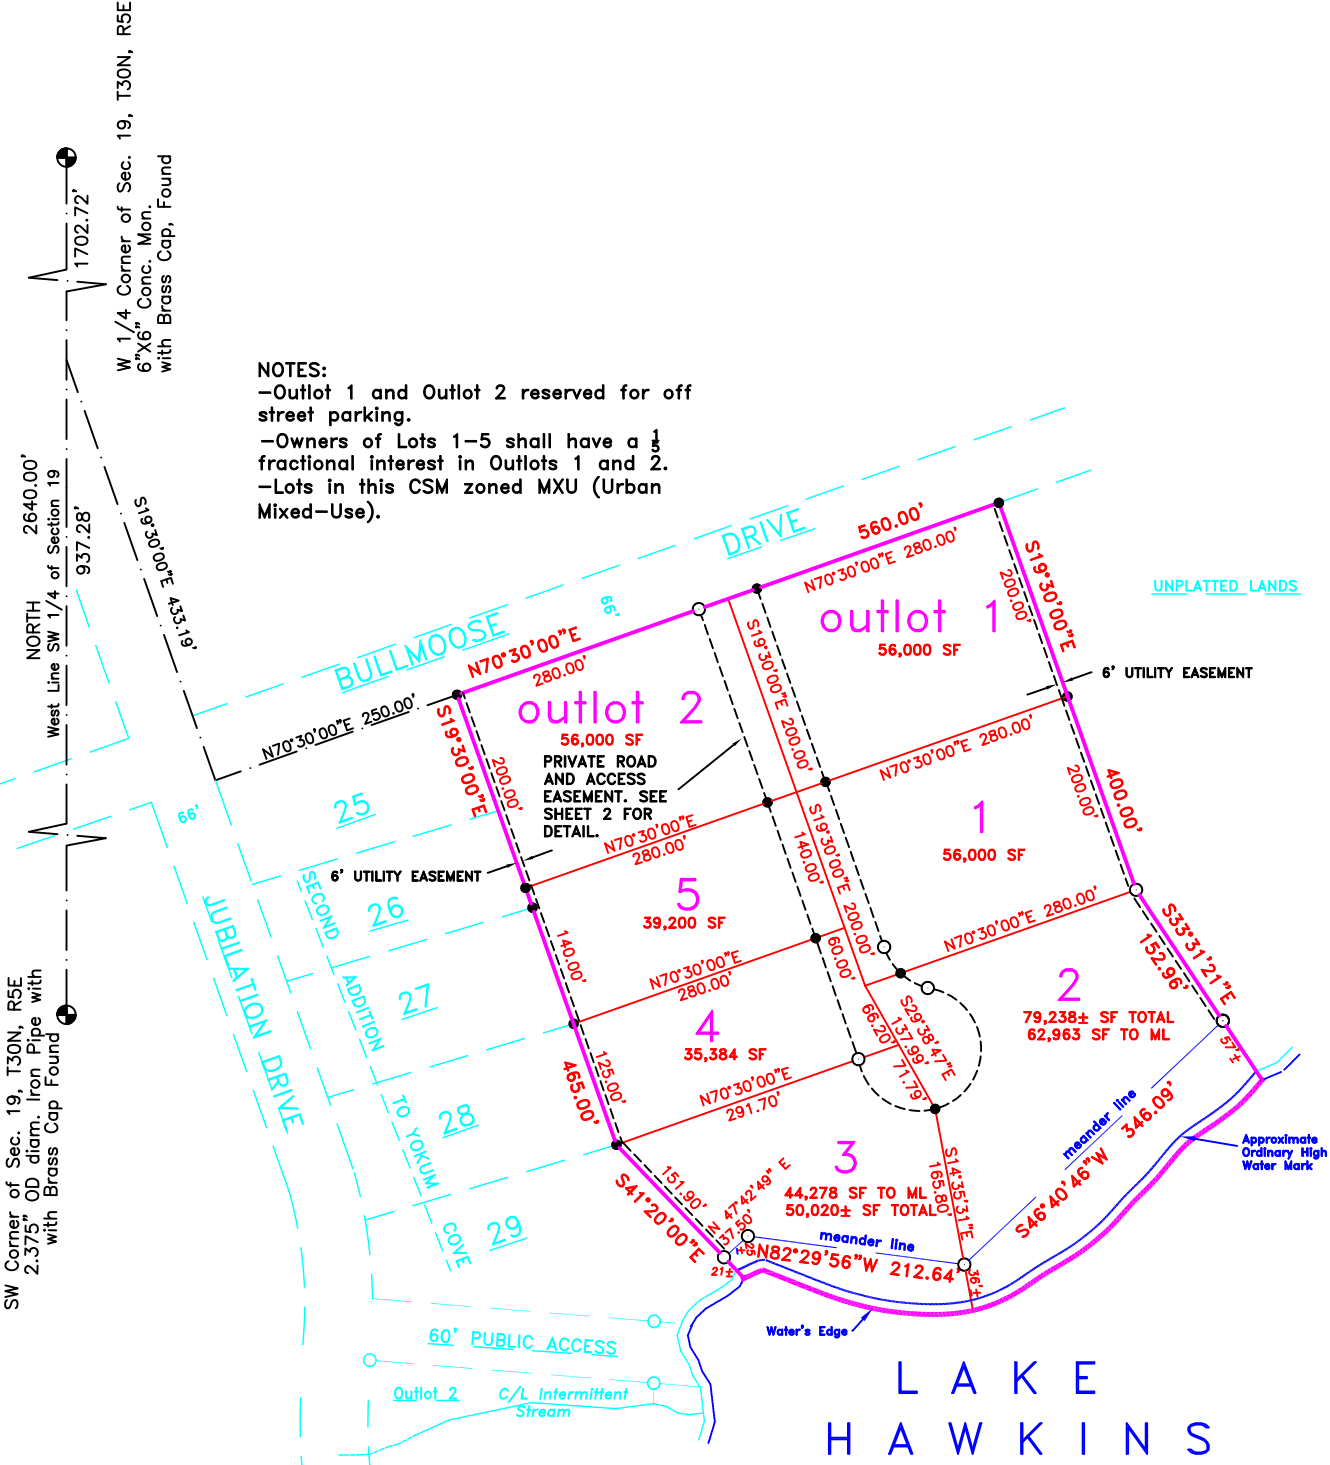 W 1/4 Corner of Sec. 19, T30N, R5E
6"X6" Conc. Mon.
with Brass Cap, Found
1702.72'
NORTH
2640.00'
West Line SW 1/4 of Section 19
937.28'
SW Corner of Sec. 19, T30N, R5E
2.375" OD diam. Iron Pipe with
with Brass Cap Found
S19°30'00"E 433.19'
NOTES:
-Outlot 1 and Outlot 2 reserved for off
street parking.
-Owners of Lots 1-5 shall have a 1/5
fractional interest in Outlots 1 and 2.
-Lots in this CSM zoned MXU (Urban
Mixed-Use).
BULLMOOSE
DRIVE
66'
66'
N70°30'00"E 250.00'
N70°30'00"E
560.00'
280.00'
N70°30'00"E 280.00'
UNPLATTED LANDS
outlot 1
56,000 SF
S19°30'00"E
200.00'
400.00'
6' UTILITY EASEMENT
outlot 2
56,000 SF
S19°30'00"E
200.00'
465.00'
PRIVATE ROAD
AND ACCESS
EASEMENT. SEE
SHEET 2 FOR
DETAIL.
S19°30'00"E 200.00'
N70°30'00"E 280.00'
N70°30'00"E
280.00'
6' UTILITY EASEMENT
1
56,000 SF
200.00'
S19°30'00"E 200.00'
140.00'
60.00'
5
39,200 SF
140.00'
N70°30'00"E
280.00'
N70°30'00"E 280.00'
2
79,238± SF TOTAL
62,963 SF TO ML
S33°31'21"E
152.96'
57'±
4
35,384 SF
125.00'
N70°30'00"E
291.70'
S29°38'47"E
137.99'
66.20'
71.79'
3
44,278 SF TO ML
50,020± SF TOTAL
S14°35'31"E
165.80'
36'±
151.90'
S41°20'00"E
N 47°42'49" E
37.50'
25'±
21±
meander line
N82°29'56"W 212.64'
meander line
S46°40'46"W 346.09'
Approximate
Ordinary High
Water Mark
Water's Edge
25
26
27
28
29
SECOND
ADDITION
TO YOKUM
COVE
JUBILATION DRIVE
60' PUBLIC ACCESS
Outlot 2
C/L Intermittent
Stream
LAKE
HAWKINS